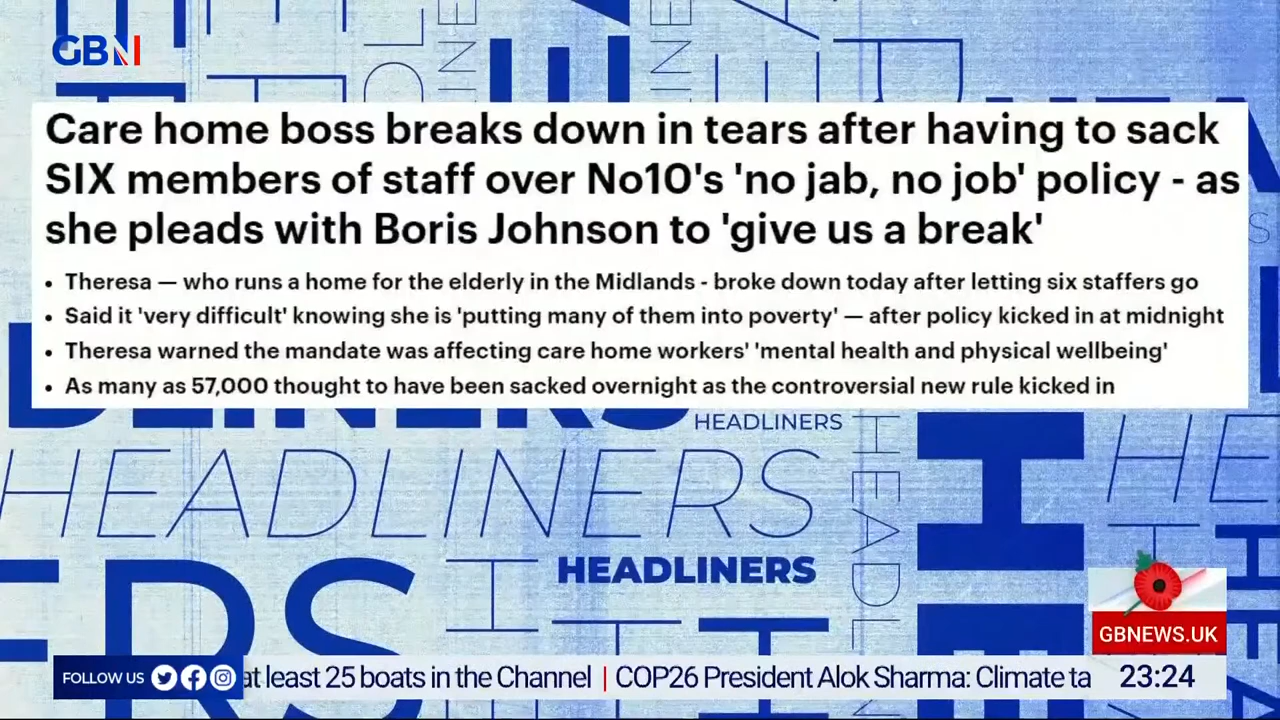 GBN
Care home boss breaks down in tears after having to sack
SIX members of staff over No10's 'no jab, no job' policy - as
she pleads with Boris Johnson to 'give us a break'
• Theresa — who runs a home for the elderly in the Midlands - broke down today after letting six staffers go
• Said it 'very difficult' knowing she is 'putting many of them into poverty' — after policy kicked in at midnight
• Theresa warned the mandate was affecting care home workers' 'mental health and physical wellbeing'
• As many as 57,000 thought to have been sacked overnight as the controversial new rule kicked in
HEADLINERS
HEADLINERS
HEADLINERS
GBNEWS.UK
FOLLOW US
at least 25 boats in the Channel | COP26 President Alok Sharma: Climate ta
23:24